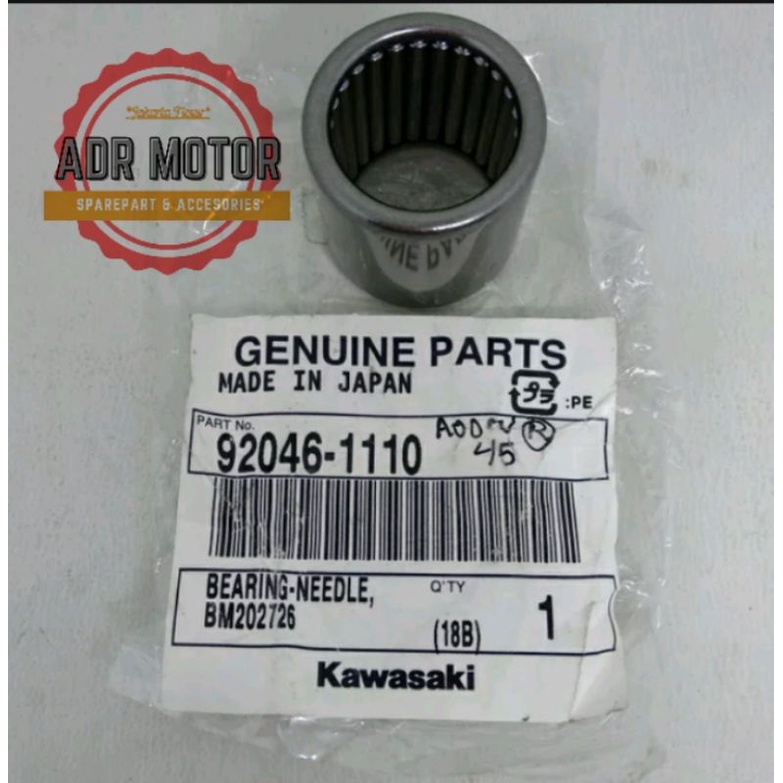 "Jakarta Timur"
ADR MOTOR
SPAREPART & ACCESORIES
GENUINE PARTS
MADE IN JAPAN
:PE
PART No.
92046-1110
R
45
BEARING-NEEDLE,
BM202726
Q'TY
(18B)
1
Kawasaki